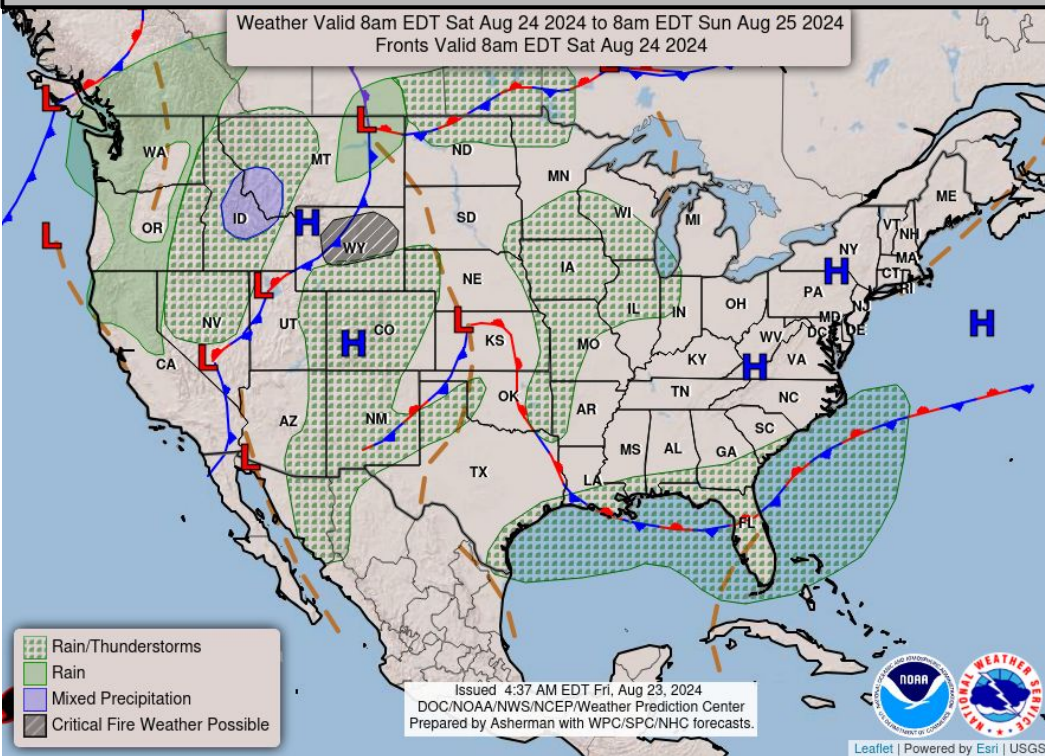 Weather Valid 8am EDT Sat Aug 24 2024 to 8am EDT Sun Aug 25 2024
Fronts Valid 8am EDT Sat Aug 24 2024
L
L
L
WA
MT
ND
MN
ME
OR
ID
H
WY
SD
WI
MI
VT
NH
NY
MA
CT
RI
L
L
NE
IA
H
PA
NJ
NV
UT
H
CO
L
KS
IL
IN
OH
MD
DE
DC
WV
VA
H
H
CA
L
MO
KY
AZ
NM
OK
AR
TN
NC
SC
L
TX
LA
MS
AL
GA
FL
Rain/Thunderstorms
Rain
Mixed Precipitation
Critical Fire Weather Possible
Issued 4:37 AM EDT Fri, Aug 23, 2024
DOC/NOAA/NWS/NCEP/Weather Prediction Center
Prepared by Asherman with WPC/SPC/NHC forecasts.
NOAA
NATIONAL WEATHER SERVICE
Leaflet | Powered by Esri | USGS